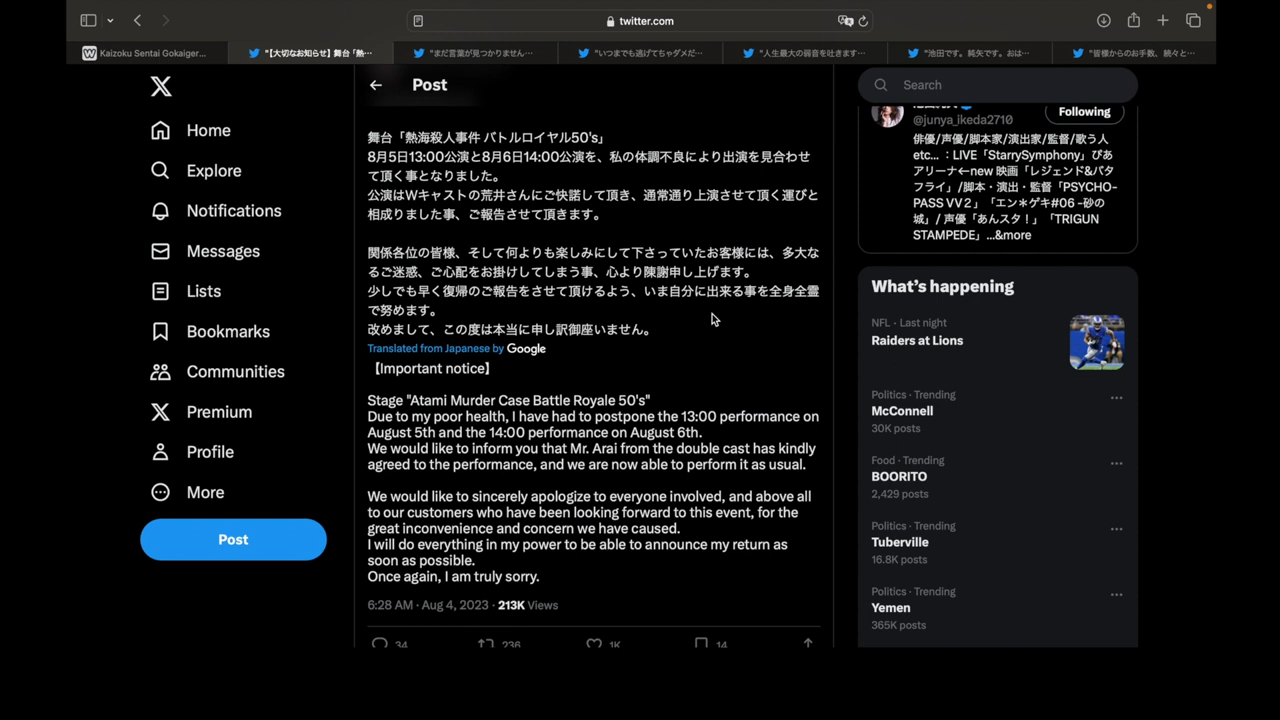 twitter.com
Kaizoku Sentai Gokaiger...
"【大切なお知らせ】舞台「熱...
"まだ言葉が見つかりません...
"いつまでも逃げてちゃダメだ...
"人生最大の弱音を吐きます...
"池田です。純矢です。おは...
"皆様からのお手数、続々と...
Home
Explore
Notifications
Messages
Lists
Bookmarks
Communities
Premium
Profile
More
Post
Post
舞台「熱海殺人事件 バトルロイヤル50's」
8月5日13:00公演と8月6日14:00公演を、私の体調不良により出演を見合わせ
て頂く事となりました。
公演はWキャストの荒井さんにご快諾して頂き、通常通り上演させて頂く運びと
相成りました事、ご報告させて頂きます。
関係各位の皆様、そして何よりも楽しみにして下さっていたお客様には、多大な
るご迷惑、ご心配をお掛けしてしまう事、心より陳謝申し上げます。
少しでも早く復帰のご報告をさせて頂けるよう、いま自分に出来る事を全身全霊
で努めます。
改めまして、この度は本当に申し訳御座いません。
Translated from Japanese by Google
【Important notice】
Stage "Atami Murder Case Battle Royale 50's"
Due to my poor health, I have had to postpone the 13:00 performance on
August 5th and the 14:00 performance on August 6th.
We would like to inform you that Mr. Arai from the double cast has kindly
agreed to the performance, and we are now able to perform it as usual.
We would like to sincerely apologize to everyone involved, and above all
to our customers who have been looking forward to this event, for the
great inconvenience and concern we have caused.
I will do everything in my power to be able to announce my return as
soon as possible.
Once again, I am truly sorry.
6:28 AM · Aug 4, 2023 · 213K Views
34 236 1K 14
Search
@junya_ikeda2710
Following
俳優/声優/脚本家/演出家/監督/歌う人
etc... ：LIVE「StarrySymphony」ぴあ
アリーナ←new 映画「レジェンド&バタ
フライ」/脚本・演出・監督「PSYCHO-
PASS VV２」「エン＊ゲキ#06 -砂の
城」/ 声優「あんスタ！」「TRIGUN
STAMPEDE」...&more
What's happening
NFL · Last night
Raiders at Lions
Politics · Trending
McConnell
30K posts
Food · Trending
BOORITO
2,429 posts
Politics · Trending
Tuberville
16.8K posts
Politics · Trending
Yemen
365K posts